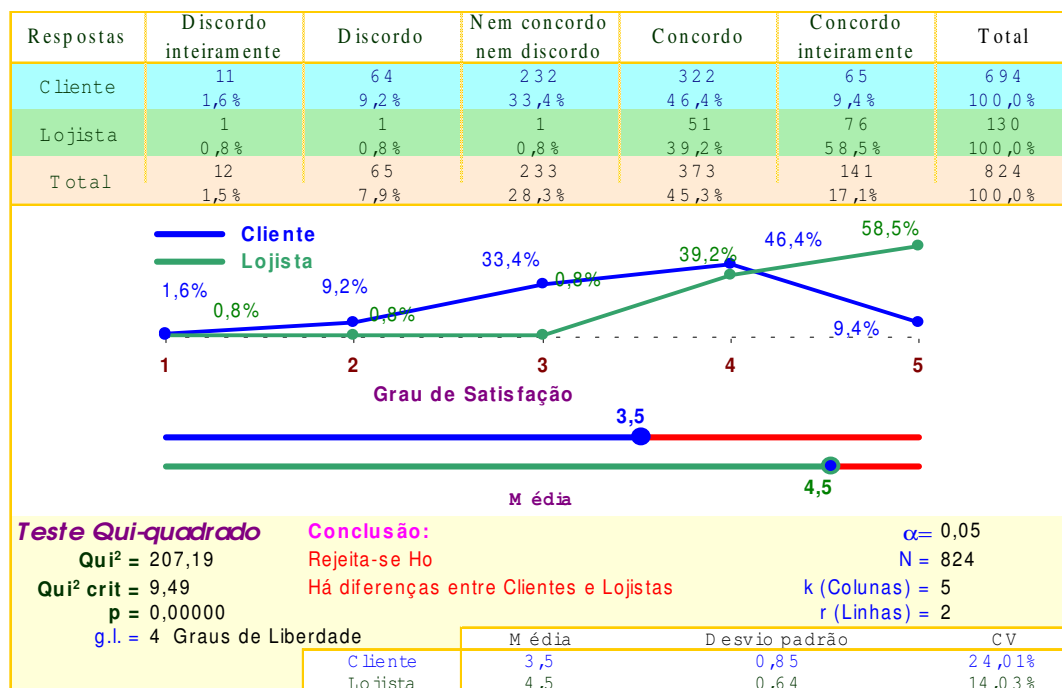 Respostas Discordo inteiramente Discordo Nem concordo nem discordo Concordo Concordo inteiramente Total
Cliente 11 64 232 322 65 694
1,6% 9,2% 33,4% 46,4% 9,4% 100,0%
Lojista 1 1 1 51 76 130
0,8% 0,8% 0,8% 39,2% 58,5% 100,0%
Total 12 65 233 373 141 824
1,5% 7,9% 28,3% 45,3% 17,1% 100,0%
Cliente
Lojista
1,6% 9,2% 33,4% 46,4% 9,4%
0,8% 0,8% 0,8% 39,2% 58,5%
1 2 3 4 5
Grau de Satisfação
3,5
4,5
Média
Teste Qui-quadrado Conclusão: α= 0,05
Qui² = 207,19 Rejeita-se Ho N = 824
Qui² crit = 9,49 Há diferenças entre Clientes e Lojistas k (Colunas) = 5
p = 0,00000 r (Linhas) = 2
g.l. = 4 Graus de Liberdade
Média Desvio padrão CV
Cliente 3,5 0,85 24,01%
Lojista 4,5 0,64 14,03%